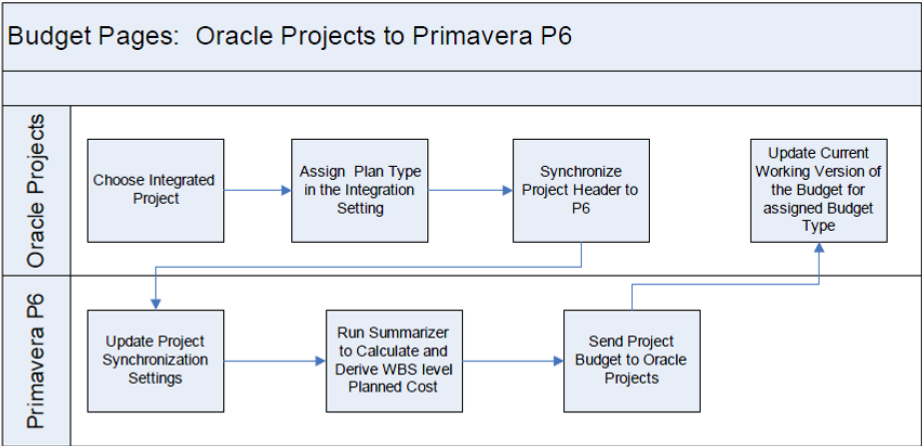 Budget Pages: Oracle Projects to Primavera P6
Oracle Projects
Choose Integrated
Project
Assign Plan Type
in the Integration
Setting
Synchronize
Project Header to
P6
Update Current
Working Version of
the Budget for
assigned Budget
Type
Primavera P6
Update Project
Synchronization
Settings
Run Summarizer
to Calculate and
Derive WBS level
Planned Cost
Send Project
Budget to Oracle
Projects